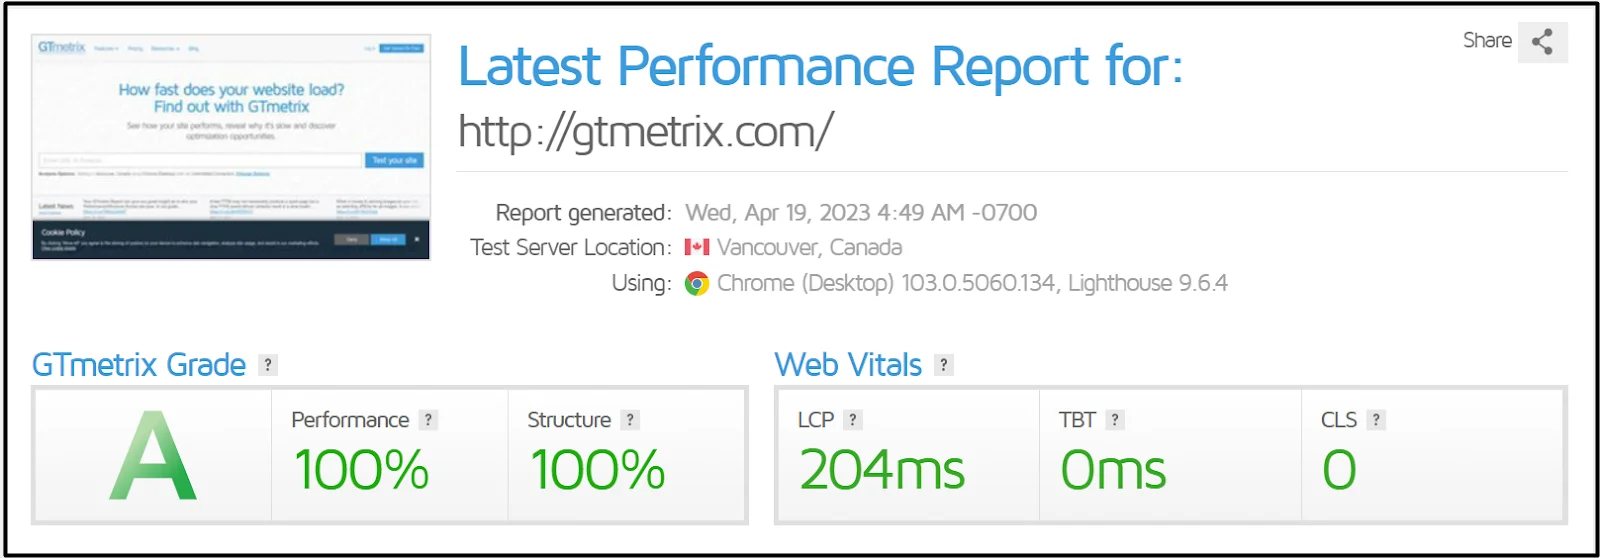 GTmetrix
Features
Pricing
Resources
Blog
How fast does your website load?
Find out with GTmetrix
See how your site performs, reveal why it's slow and discover
optimization opportunities.
Test your site
Latest News
Cookie Policy
Share
Latest Performance Report for:
http://gtmetrix.com/
Report generated: Wed, Apr 19, 2023 4:49 AM -0700
Test Server Location: Vancouver, Canada
Using: Chrome (Desktop) 103.0.5060.134, Lighthouse 9.6.4
GTmetrix Grade ?
A
Performance ?
100%
Structure ?
100%
Web Vitals ?
LCP ?
204ms
TBT ?
0ms
CLS ?
0